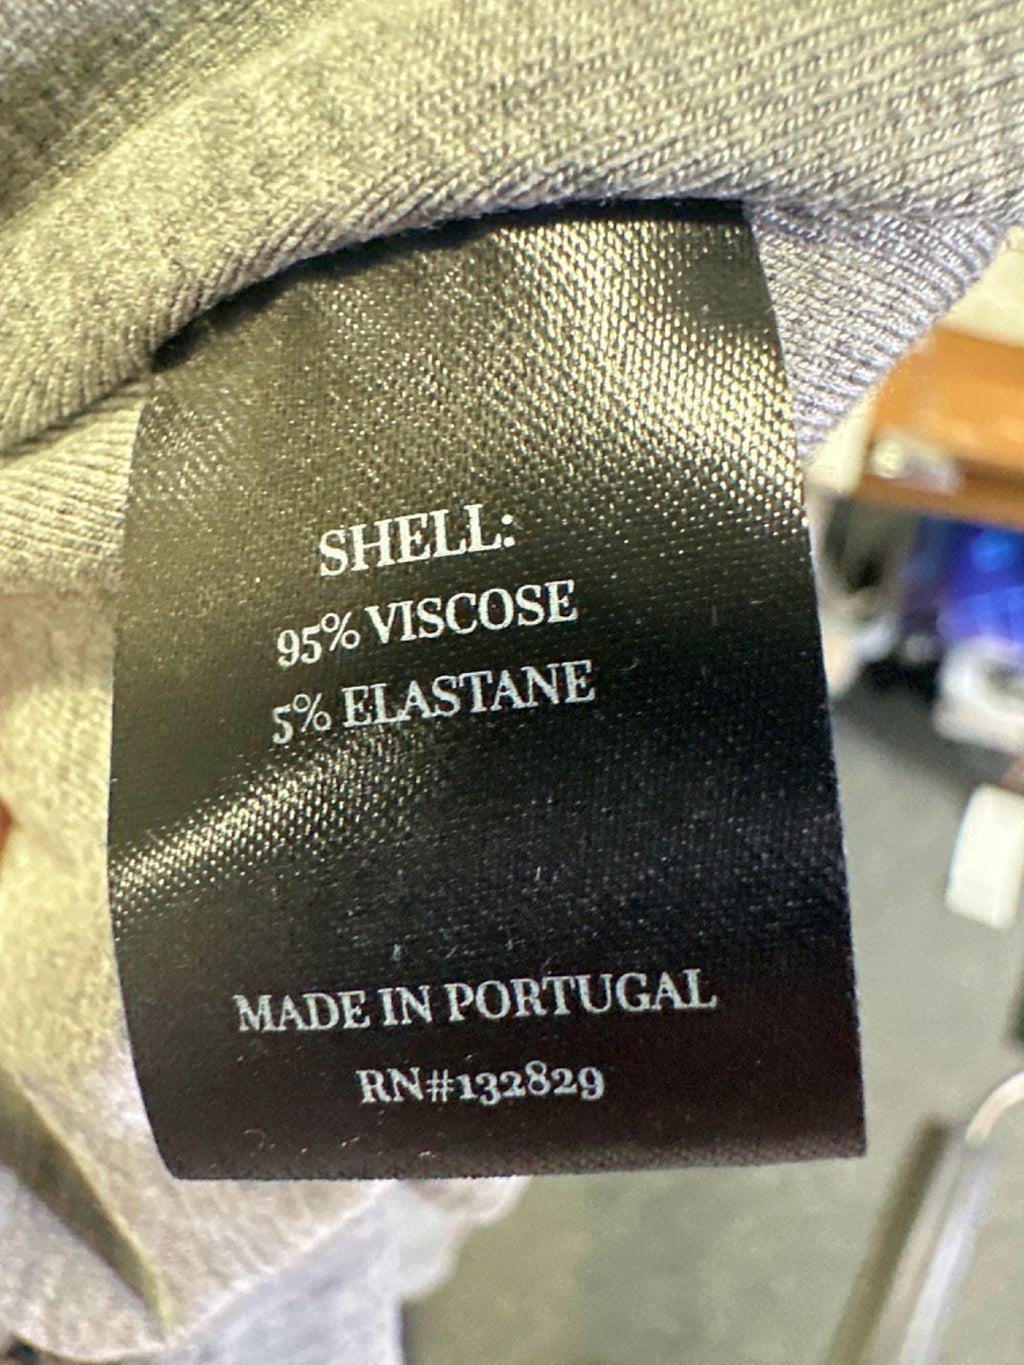 SHELL:
95% VISCOSE
5% ELASTANE
MADE IN PORTUGAL
RN#132829